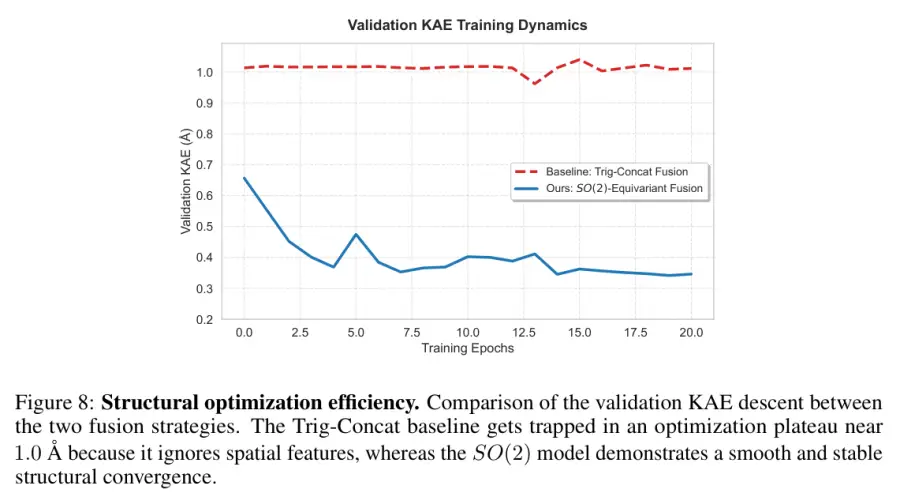 Validation KAE Training Dynamics
1.0
0.9
0.8
0.7
0.6
0.5
0.4
0.3
0.2
Validation KAE (Å)
Baseline: Trig-Concat Fusion
Ours: SO(2)-Equivariant Fusion
0.0 2.5 5.0 7.5 10.0 12.5 15.0 17.5 20.0
Training Epochs
Figure 8: Structural optimization efficiency. Comparison of the validation KAE descent between
the two fusion strategies. The Trig-Concat baseline gets trapped in an optimization plateau near
1.0 Å because it ignores spatial features, whereas the SO(2) model demonstrates a smooth and stable
structural convergence.